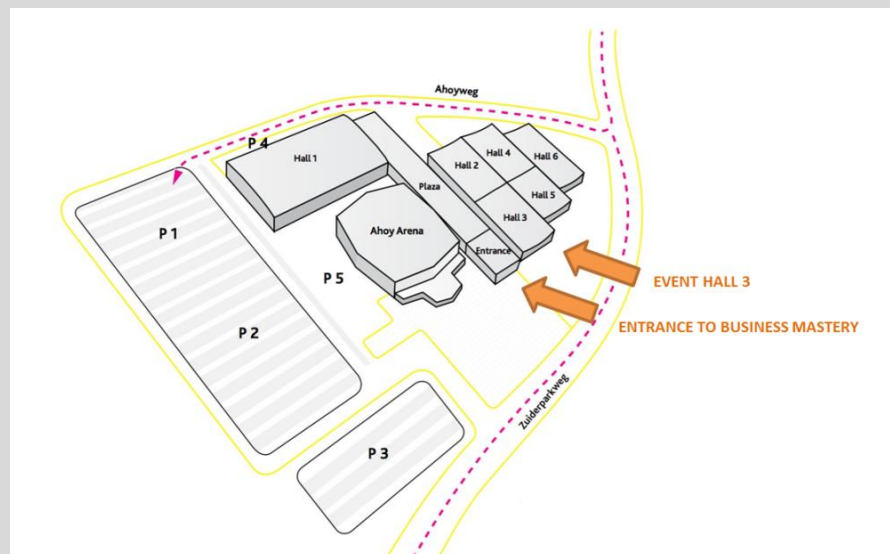 Ahoyweg
P 4
Hall 1
Hall 4
Hall 6
Hall 2
Plaza
Hall 5
P 1
Hall 3
Ahoy Arena
Entrance
P 5
EVENT HALL 3
P 2
ENTRANCE TO BUSINESS MASTERY
Zuiderparkweg
P 3